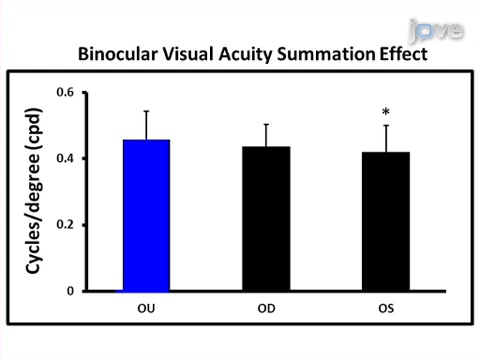 jove
Binocular Visual Acuity Summation Effect
Cycles/degree (cpd)
0.6
0.4
0.2
0
*
OU OD OS